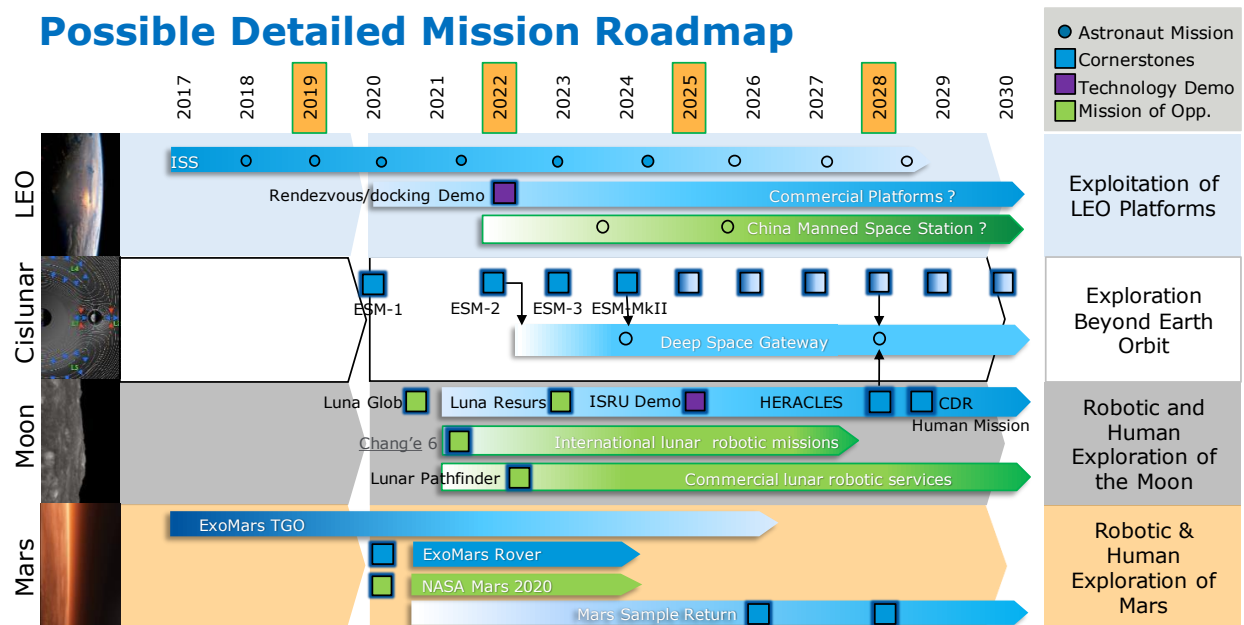 Possible Detailed Mission Roadmap
Astronaut Mission
Cornerstones
Technology Demo
Mission of Opp.
2017 2018 2019 2020 2021 2022 2023 2024 2025 2026 2027 2028 2029 2030
LEO
ISS
Rendezvous/docking Demo
Commercial Platforms ?
China Manned Space Station ?
Exploitation of
LEO Platforms
Cislunar
ESM-1
ESM-2
ESM-3
ESM-MkII
Deep Space Gateway
Exploration
Beyond Earth
Orbit
Moon
Luna Glob
Luna Resurs
ISRU Demo
HERACLES
CDR
Human Mission
Chang'e 6
International lunar robotic missions
Lunar Pathfinder
Commercial lunar robotic services
Robotic and
Human
Exploration of
the Moon
Mars
ExoMars TGO
ExoMars Rover
NASA Mars 2020
Mars Sample Return
Robotic &
Human
Exploration of
Mars